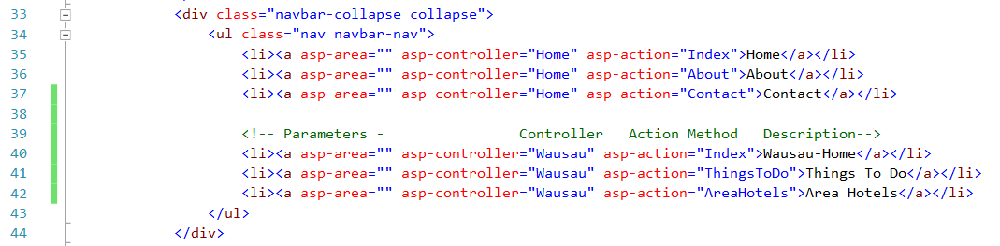 33 <div class="navbar-collapse collapse">
34 <ul class="nav navbar-nav">
35 <li><a asp-area="" asp-controller="Home" asp-action="Index">Home</a></li>
36 <li><a asp-area="" asp-controller="Home" asp-action="About">About</a></li>
37 <li><a asp-area="" asp-controller="Home" asp-action="Contact">Contact</a></li>
38
39 <!-- Parameters -                Controller   Action Method   Description-->
40 <li><a asp-area="" asp-controller="Wausau" asp-action="Index">Wausau-Home</a></li>
41 <li><a asp-area="" asp-controller="Wausau" asp-action="ThingsToDo">Things To Do</a></li>
42 <li><a asp-area="" asp-controller="Wausau" asp-action="AreaHotels">Area Hotels</a></li>
43 </ul>
44 </div>